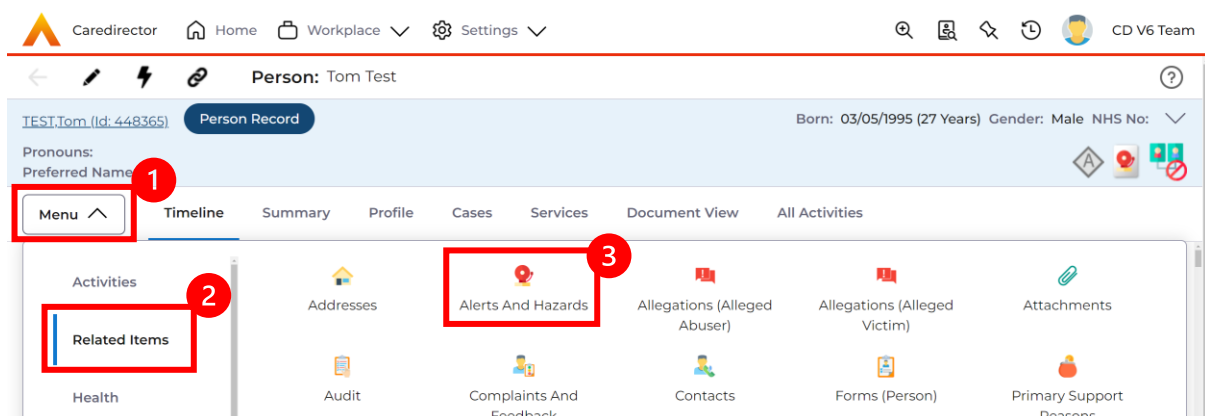 Caredirector Home Workplace Settings CD V6 Team
Person: Tom Test
TEST,Tom (Id: 448365) Person Record Born: 03/05/1995 (27 Years) Gender: Male NHS No:
Pronouns:
Preferred Name
1
Menu Timeline Summary Profile Cases Services Document View All Activities
3
Activities
2
Addresses Alerts And Hazards Allegations (Alleged Abuser) Allegations (Alleged Victim) Attachments
Related Items
Health
Audit Complaints And Feedback Contacts Forms (Person) Primary Support Reasons